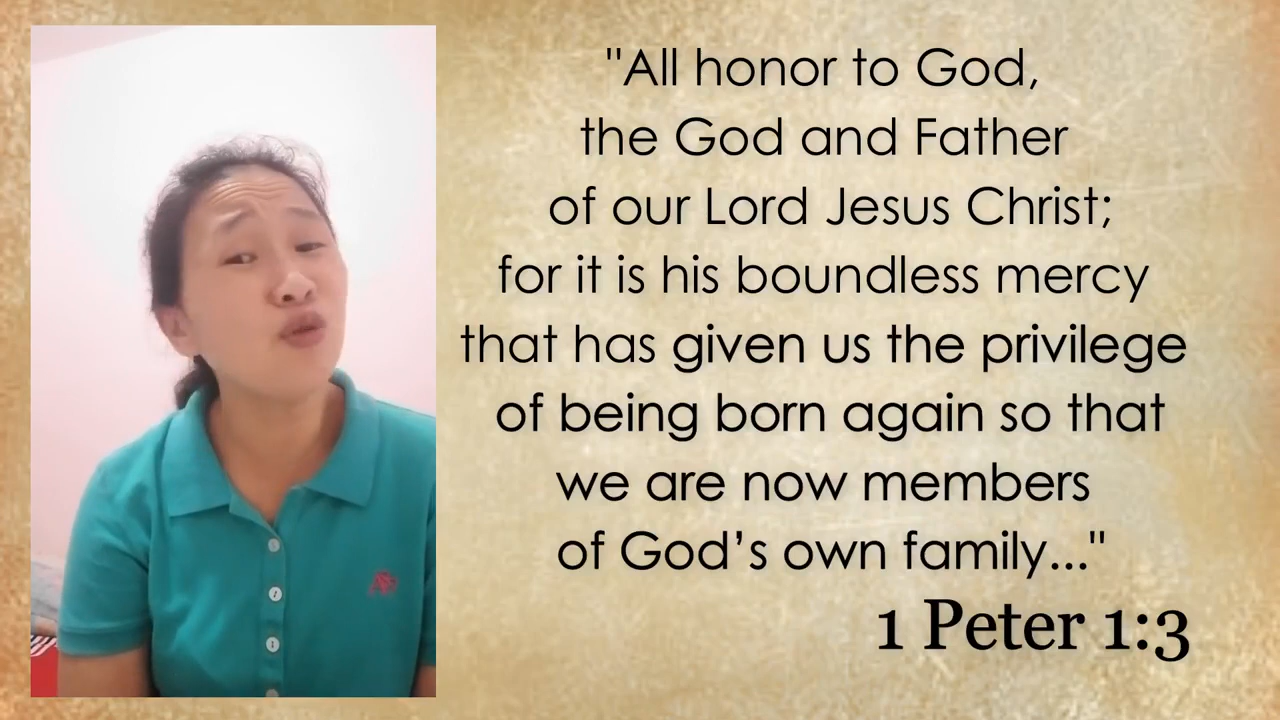 "All honor to God,
the God and Father
of our Lord Jesus Christ;
for it is his boundless mercy
that has given us the privilege
of being born again so that
we are now members
of God’s own family..."
1 Peter 1:3